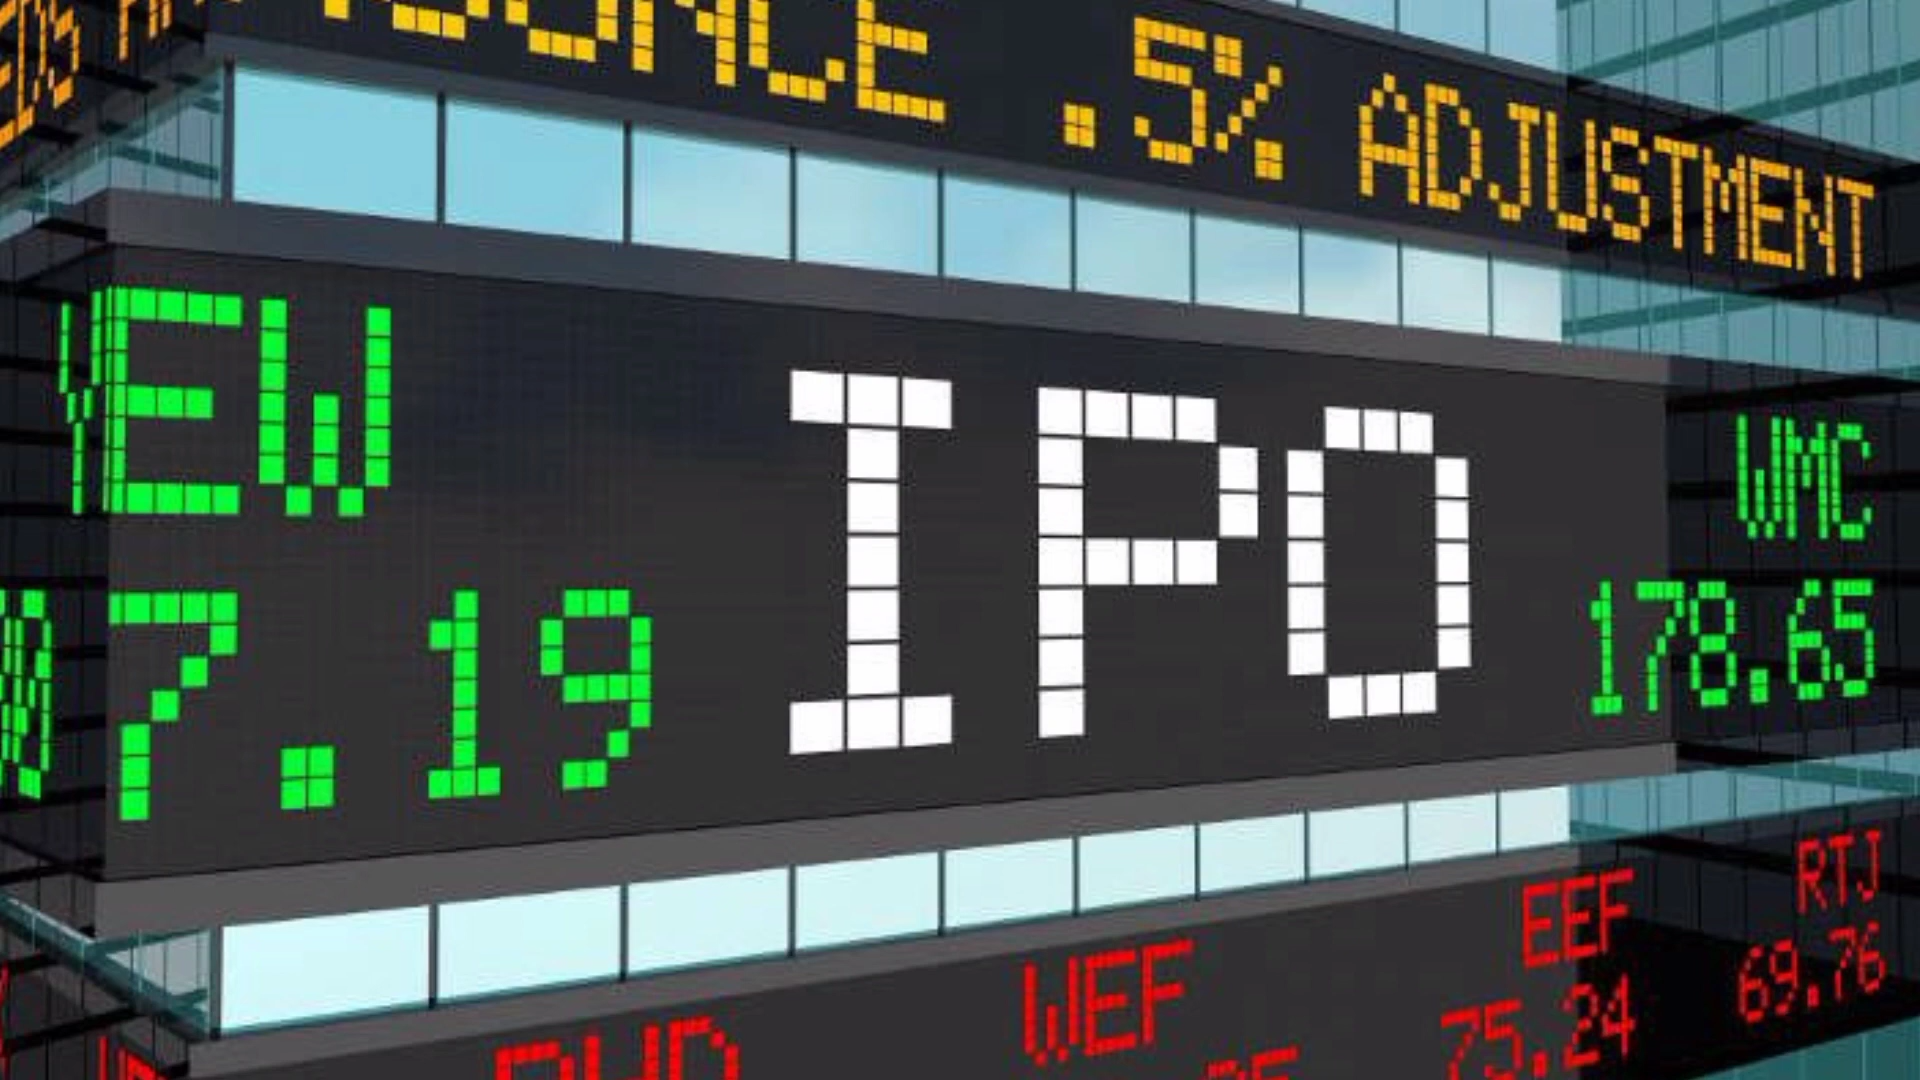 .5% ADJUSTMENT
EW
7.19
IPO
WMC
178.65
WEF
EEF
75.24
RTJ
69.76